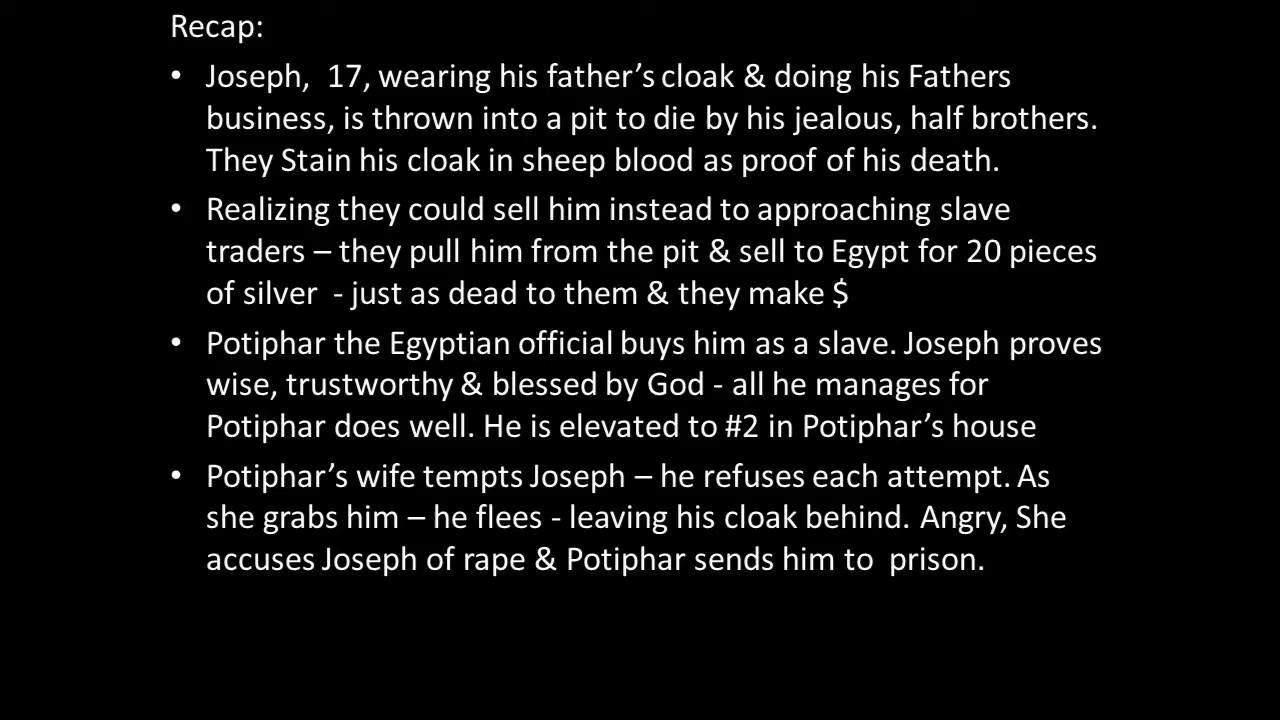 Recap:
• Joseph,  17, wearing his father’s cloak & doing his Fathers
business, is thrown into a pit to die by his jealous, half brothers.
They Stain his cloak in sheep blood as proof of his death.
• Realizing they could sell him instead to approaching slave
traders – they pull him from the pit & sell to Egypt for 20 pieces
of silver  - just as dead to them & they make $
• Potiphar the Egyptian official buys him as a slave. Joseph proves
wise, trustworthy & blessed by God - all he manages for
Potiphar does well. He is elevated to #2 in Potiphar’s house
• Potiphar’s wife tempts Joseph – he refuses each attempt. As
she grabs him – he flees - leaving his cloak behind. Angry, She
accuses Joseph of rape & Potiphar sends him to  prison.